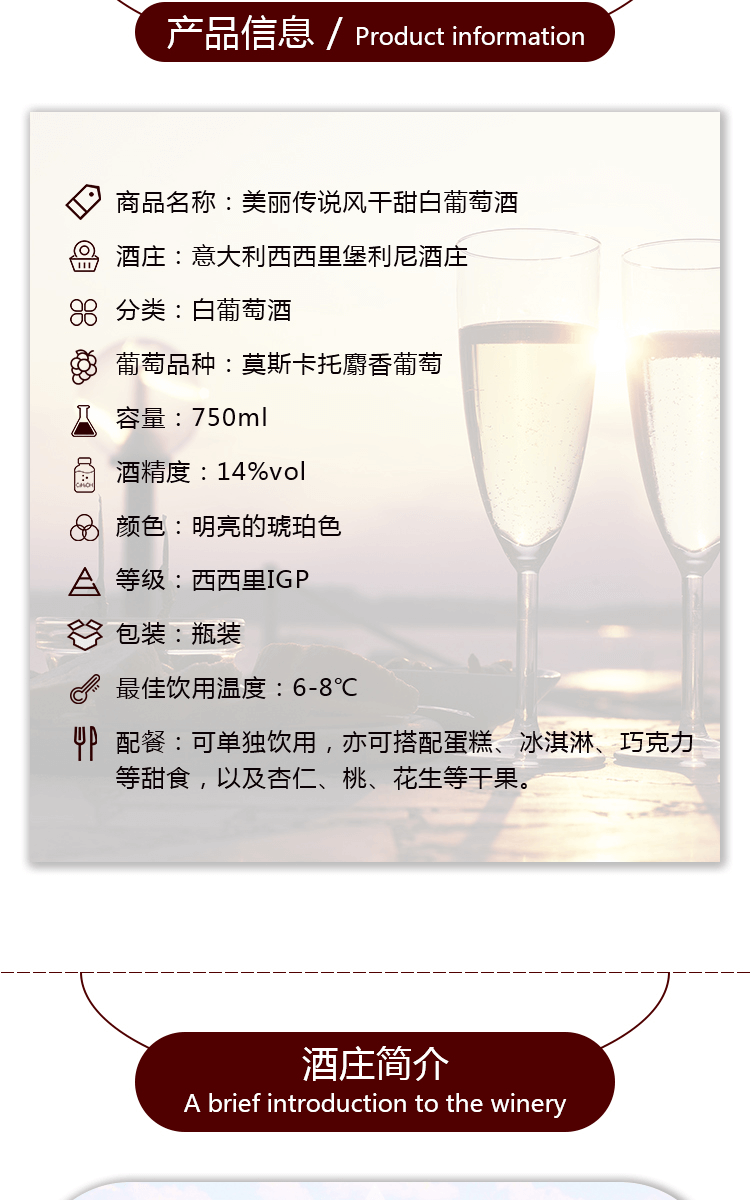 产品信息 / Product information
商品名称：美丽传说风干甜白葡萄酒
酒庄：意大利西西里堡利尼酒庄
分类：白葡萄酒
葡萄品种：莫斯卡托麝香葡萄
容量：750ml
酒精度：14%vol
颜色：明亮的琥珀色
等级：西西里IGP
包装：瓶装
最佳饮用温度：6-8℃
配餐：可单独饮用，亦可搭配蛋糕、冰淇淋、巧克力
等甜食，以及杏仁、桃、花生等干果。
酒庄简介
A brief introduction to the winery